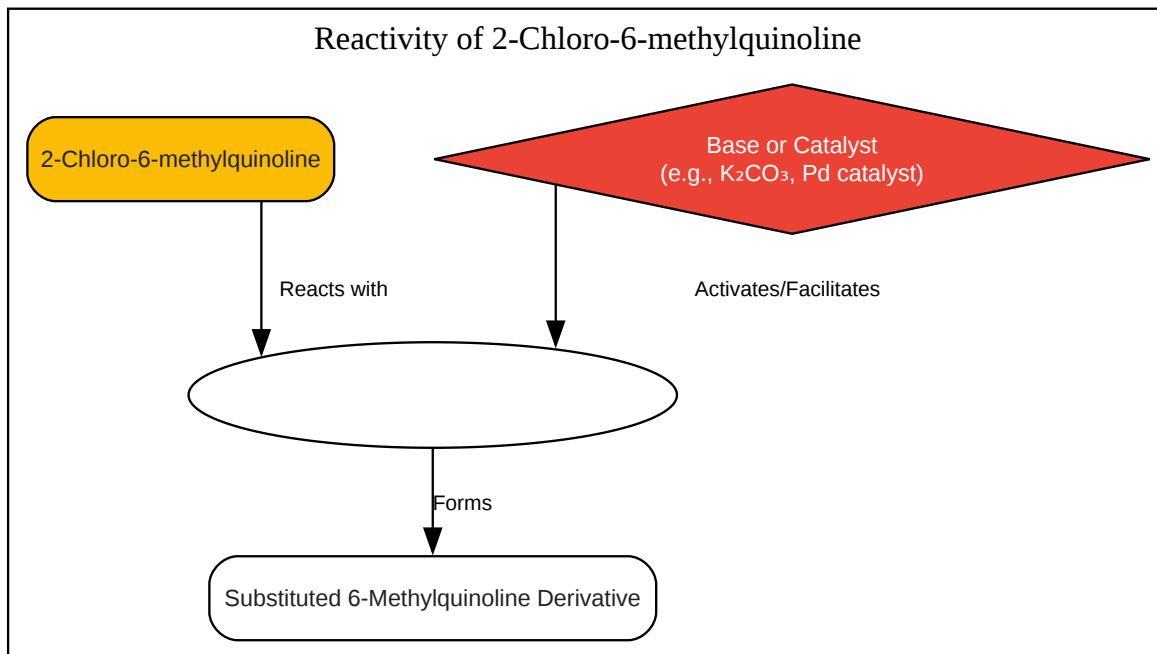 Reactivity of 2-Chloro-6-methylquinoline
2-Chloro-6-methylquinoline
Base or Catalyst
(e.g., K₂CO₃, Pd catalyst)
Reacts with
Activates/Facilitates
Forms
Substituted 6-Methylquinoline Derivative